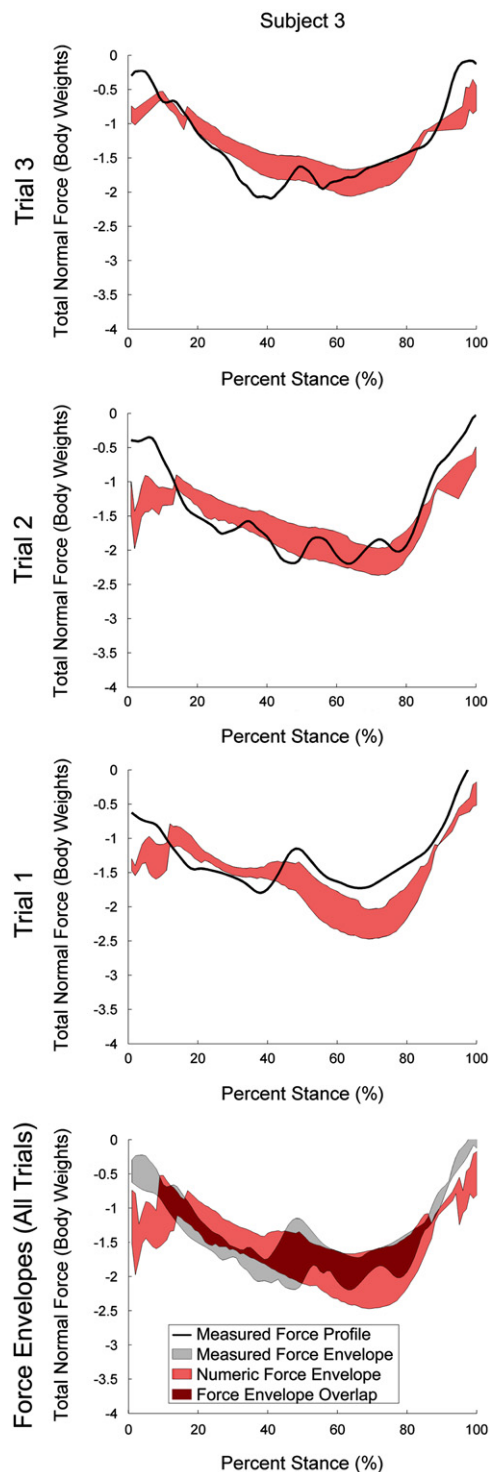 Subject 3
Trial 3
Total Normal Force (Body Weights)
0
-0.5
-1
-1.5
-2
-2.5
-3
-3.5
-4
0 20 40 60 80 100
Percent Stance (%)
Trial 2
Total Normal Force (Body Weights)
0
-0.5
-1
-1.5
-2
-2.5
-3
-3.5
-4
0 20 40 60 80 100
Percent Stance (%)
Trial 1
Total Normal Force (Body Weights)
0
-0.5
-1
-1.5
-2
-2.5
-3
-3.5
-4
0 20 40 60 80 100
Percent Stance (%)
Force Envelopes (All Trials)
Total Normal Force (Body Weights)
0
-0.5
-1
-1.5
-2
-2.5
-3
-3.5
-4
Measured Force Profile
Measured Force Envelope
Numeric Force Envelope
Force Envelope Overlap
0 20 40 60 80 100
Percent Stance (%)